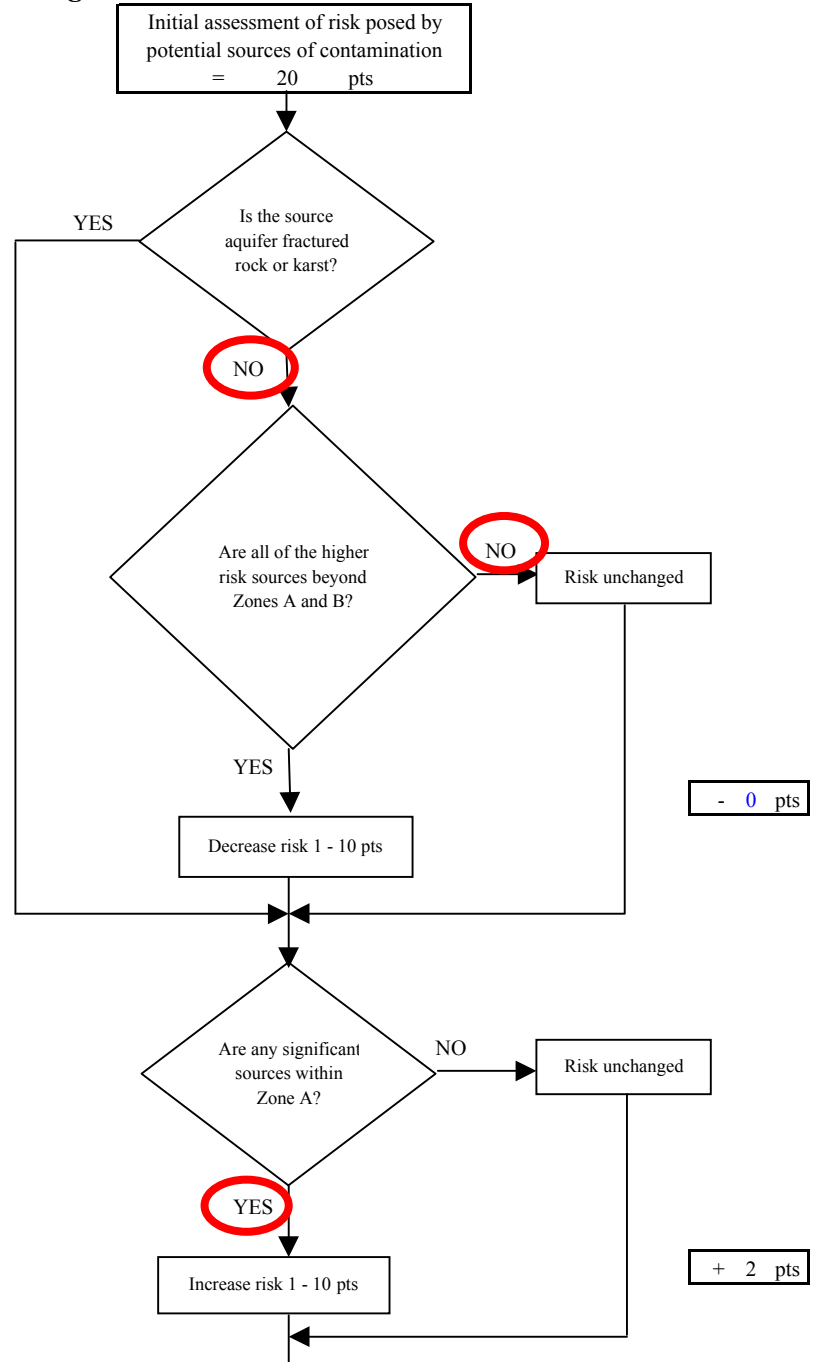 Initial assessment of risk posed by
potential sources of contamination
= 20 pts
YES
Is the source
aquifer fractured
rock or karst?
NO
Are all of the higher
risk sources beyond
Zones A and B?
NO
Risk unchanged
YES
- 0 pts
Decrease risk 1 - 10 pts
Are any significant
sources within
Zone A?
NO
Risk unchanged
YES
+ 2 pts
Increase risk 1 - 10 pts